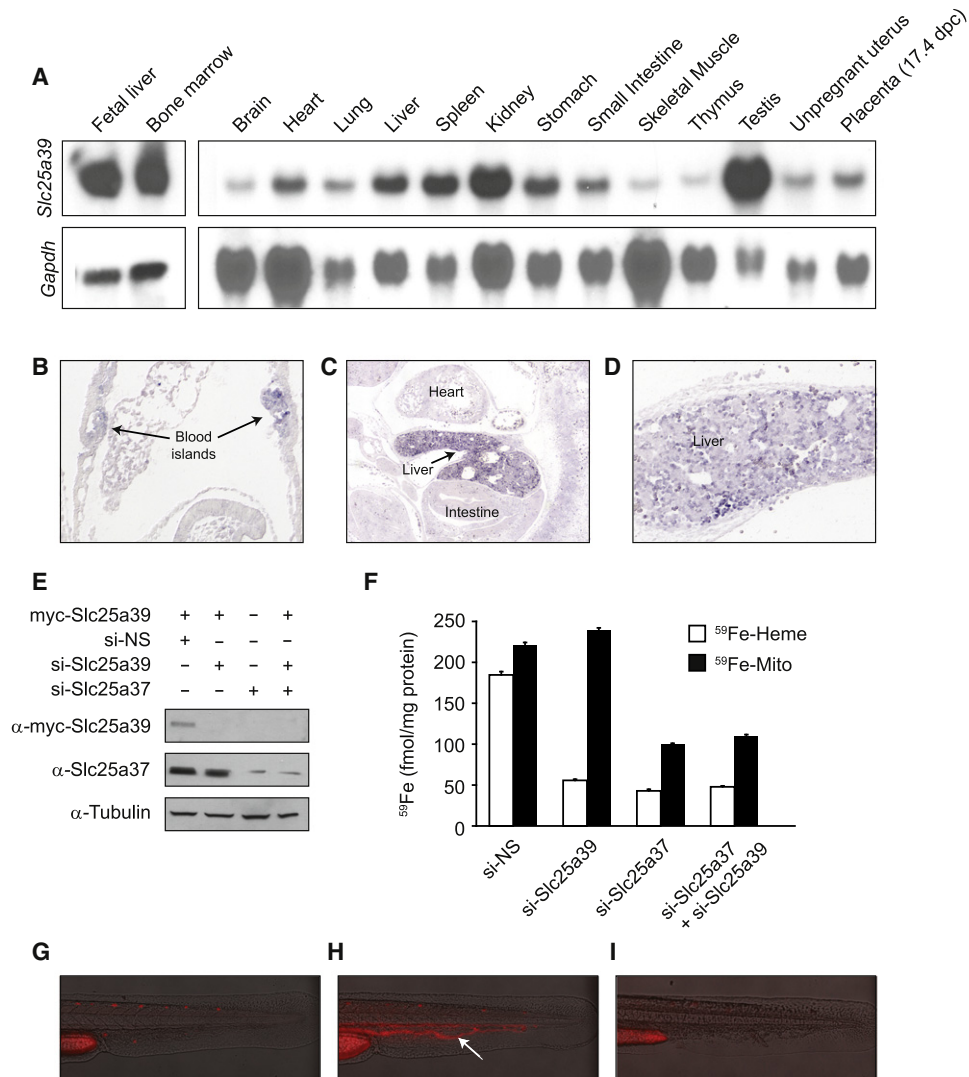 A
Fetal liver
Bone marrow
Brain
Heart
Lung
Liver
Spleen
Kidney
Stomach
Small Intestine
Skeletal Muscle
Thymus
Testis
Unpregnant uterus
Placenta (17.4 dpc)
Slc25a39
Gapdh
B
Blood
islands
C
Heart
Liver
Intestine
D
Liver
E
myc-Slc25a39 + + – +
si-NS + – – –
si-Slc25a39 – + – +
si-Slc25a37 – – + +
α-myc-Slc25a39
α-Slc25a37
α-Tubulin
F
⁵⁹Fe (fmol/mg protein)
250
200
150
100
50
0
⁵⁹Fe-Heme
⁵⁹Fe-Mito
si-NS
si-Slc25a39
si-Slc25a37
si-Slc25a37
+ si-Slc25a39
G
H
I